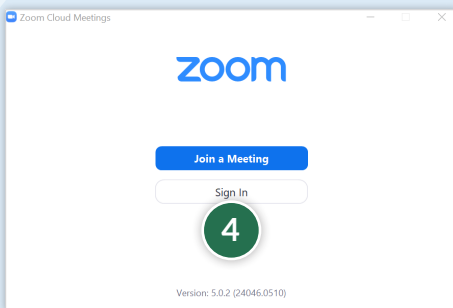 Zoom Cloud Meetings
zoom
Join a Meeting
Sign In
4
Version: 5.0.2 (24046.0510)